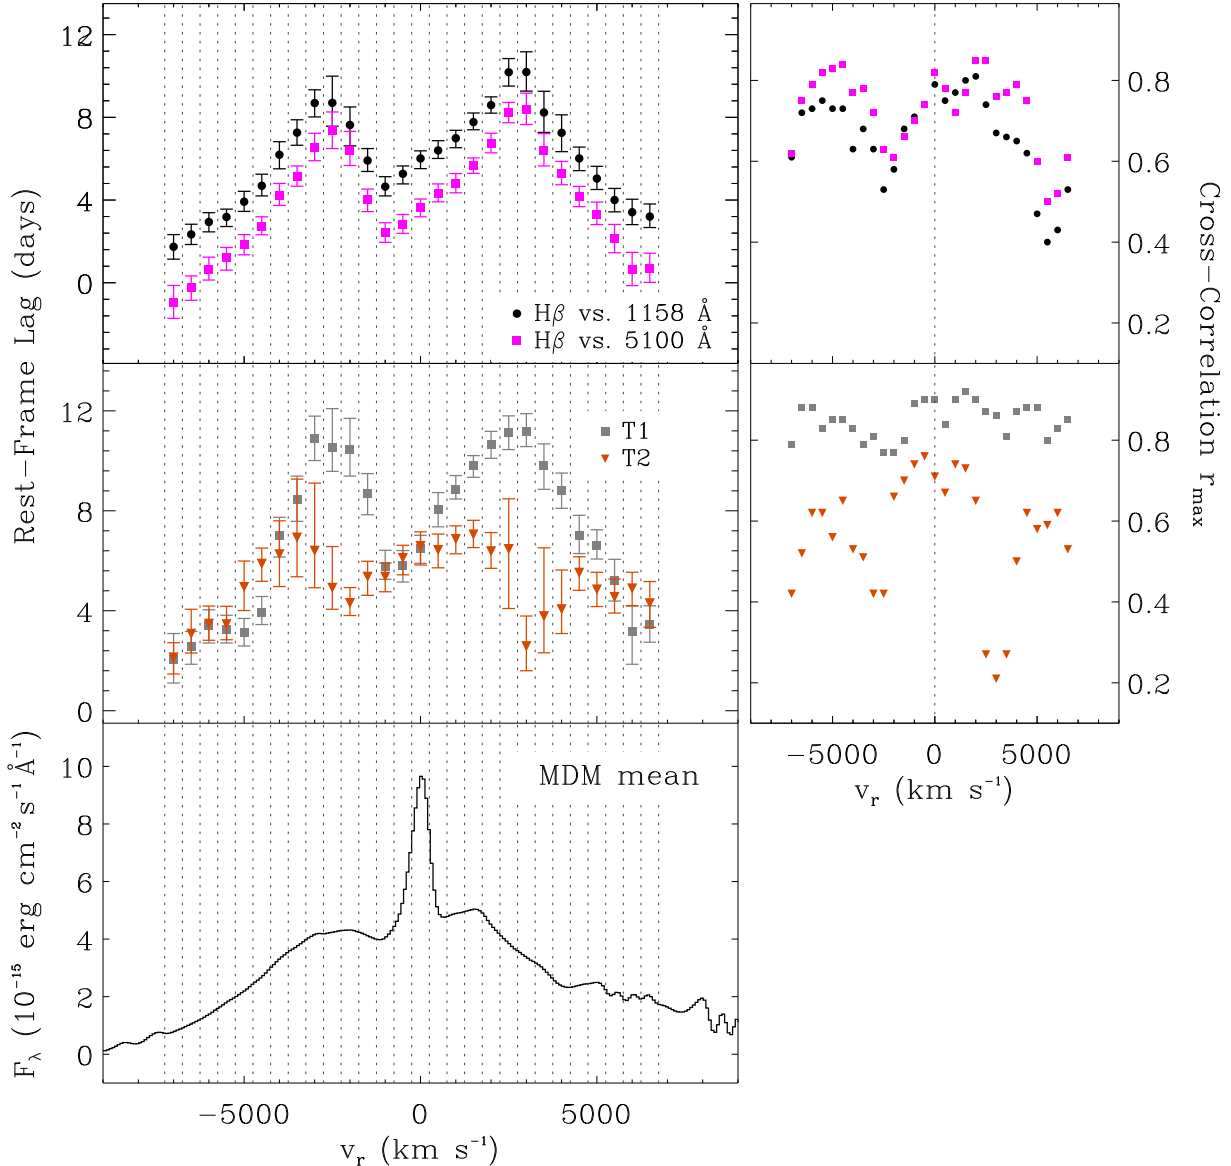 12
8
4
0
Hβ vs. 1158 Å
Hβ vs. 5100 Å
Rest−Frame Lag (days)
12
8
4
0
T1
T2
10
8
6
4
2
0
MDM mean
F_λ (10⁻¹⁵ erg cm⁻² s⁻¹ Å⁻¹)
−5000 0 5000
v_r (km s⁻¹)
0.8
0.6
0.4
0.2
0.8
0.6
0.4
0.2
Cross−Correlation r_max
−5000 0 5000
v_r (km s⁻¹)